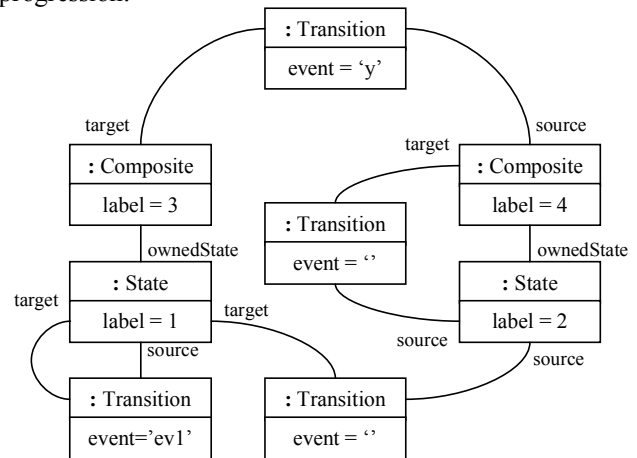 progression.
: Transition
event = ‘y’
target
source
: Composite
label = 3
target
: Composite
label = 4
: Transition
event = ‘’
ownedState
ownedState
: State
label = 1
: State
label = 2
target
target
source
source
source
: Transition
event=’ev1’
: Transition
event = ‘’